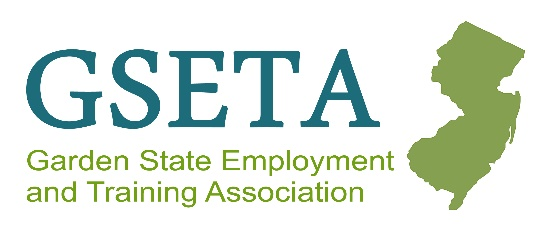 GSETA
Garden State Employment
and Training Association